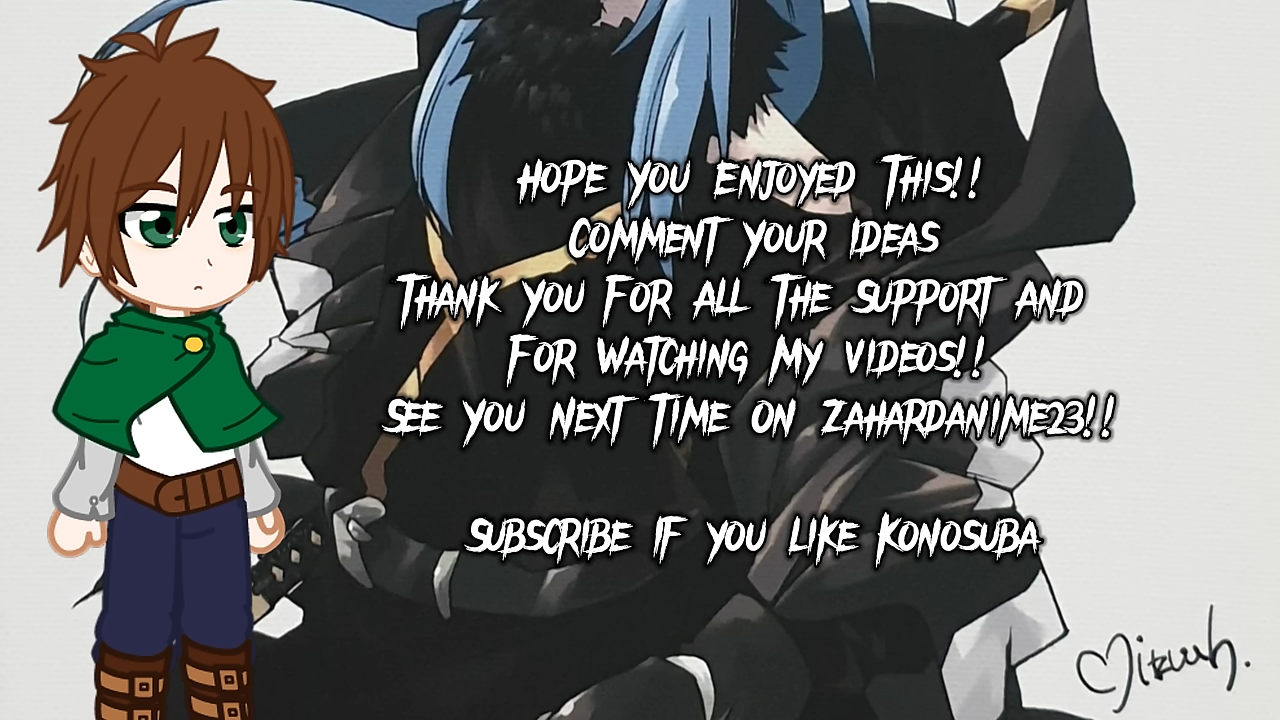 HOPE YOU ENJOYED THIS!!
COMMENT YOUR IDEAS
THANK YOU FOR ALL THE SUPPORT AND
FOR WATCHING MY VIDEOS!!
SEE YOU NEXT TIME ON ZAHARDANIME23!!
SUBSCRIBE IF YOU LIKE KONOSUBA